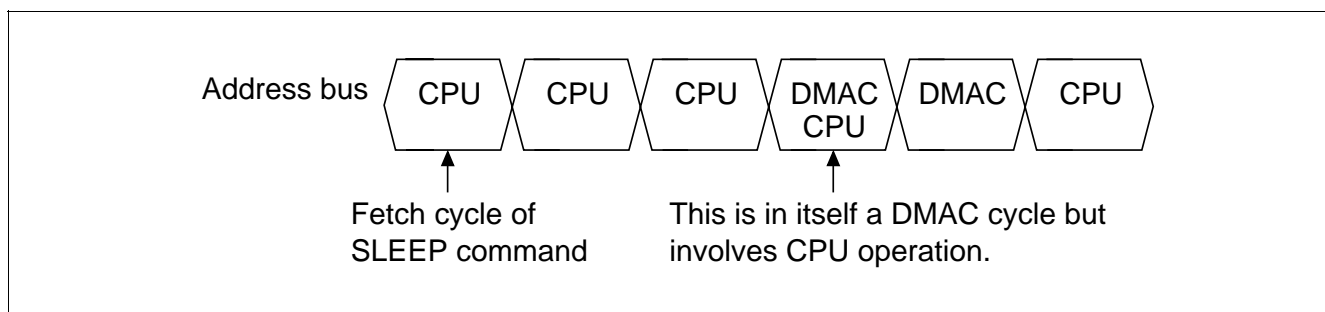 Address bus CPU CPU CPU DMAC DMAC CPU
CPU
Fetch cycle of
SLEEP command
This is in itself a DMAC cycle but
involves CPU operation.